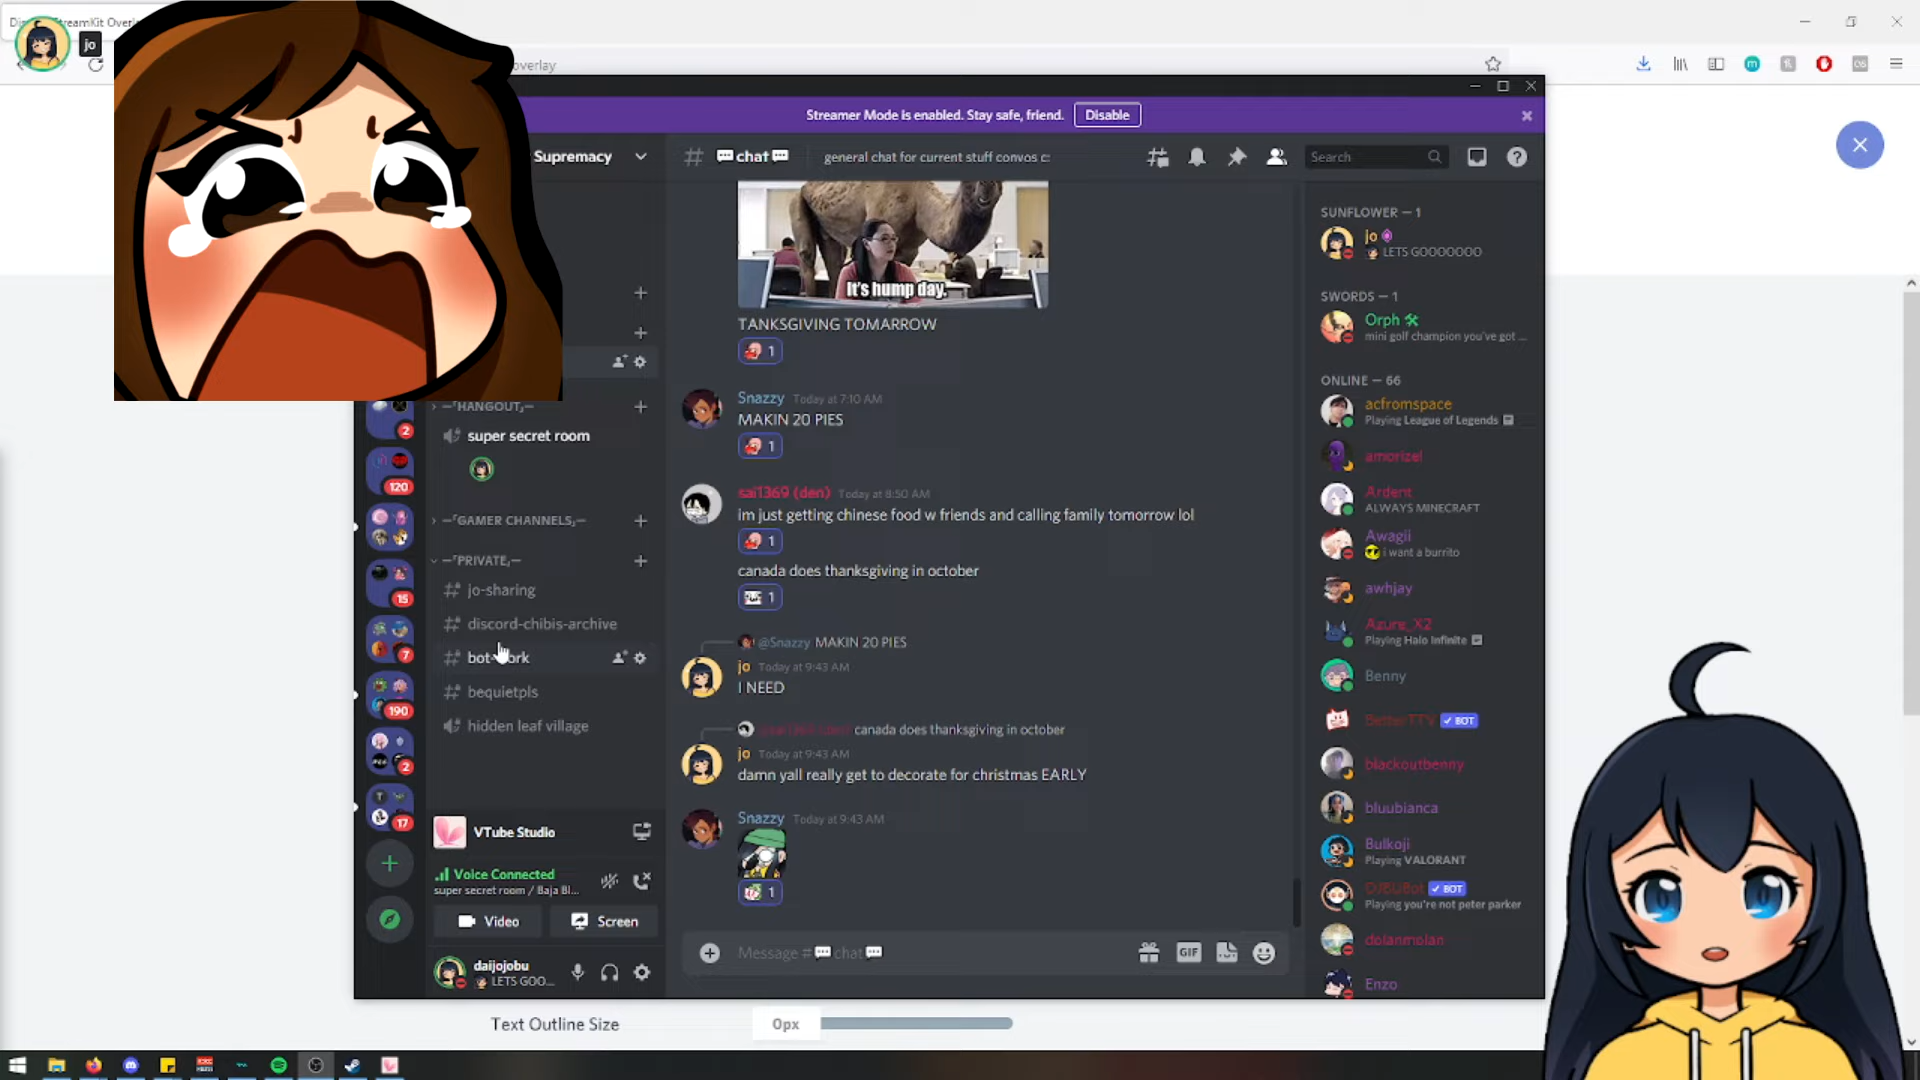 jo
overlay
Streamer Mode is enabled. Stay safe, friend.
Disable
Supremacy
chat
general chat for current stuff convos c:
Search
It's hump day.
TANKSGIVING TOMARROW
1
Snazzy Today at 7:10 AM
MAKIN 20 PIES
1
sai1369 (den) Today at 8:50 AM
im just getting chinese food w friends and calling family tomorrow lol
1
canada does thanksgiving in october
1
@Snazzy MAKIN 20 PIES
jo Today at 9:43 AM
I NEED
canada does thanksgiving in october
jo Today at 9:43 AM
damn yall really get to decorate for christmas EARLY
Snazzy Today at 9:43 AM
1
Message # chat
GIF
—「HANGOUT」—
super secret room
—「GAMER CHANNELS」—
—「PRIVATE」—
jo-sharing
discord-chibis-archive
bot-work
bequietpls
hidden leaf village
2
120
15
7
190
2
17
VTube Studio
Voice Connected
super secret room / Baja Bl...
Video
Screen
daijojobu
LETS GOO...
SUNFLOWER — 1
jo
LETS GOOOOOOO
SWORDS — 1
Orph
mini golf champion you've got ...
ONLINE — 66
acfromspace
Playing League of Legends
amorizel
Ardent
ALWAYS MINECRAFT
Awagii
i want a burrito
awhjay
Azure_X2
Playing Halo Infinite
Benny
BetterTTV BOT
blackoutbenny
bluubianca
Bulkoji
Playing VALORANT
BOT
Playing you're not peter parker
dolanmolan
Enzo
Text Outline Size
0px